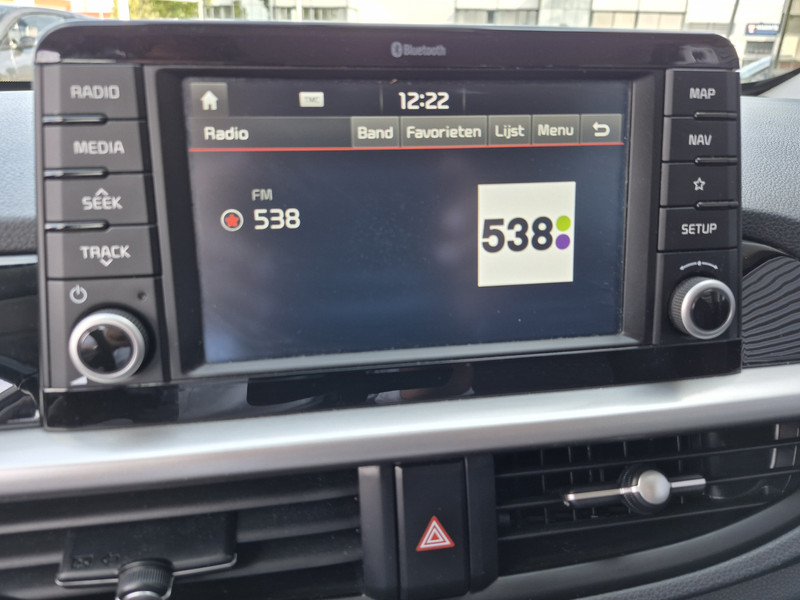 Bluetooth
RADIO
MEDIA
SEEK
TRACK
TMC
12:22
Radio
Band
Favorieten
Lijst
Menu
FM
538
538
MAP
NAV
SETUP